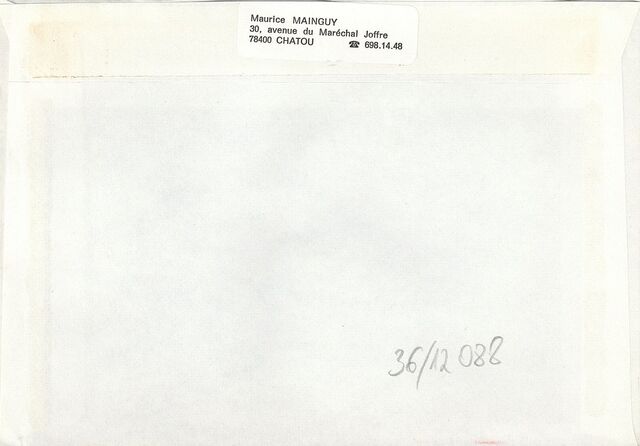 Maurice MAINGUY
30, avenue du Maréchal Joffre
78400 CHATOU ☎ 698.14.48
36/12 088